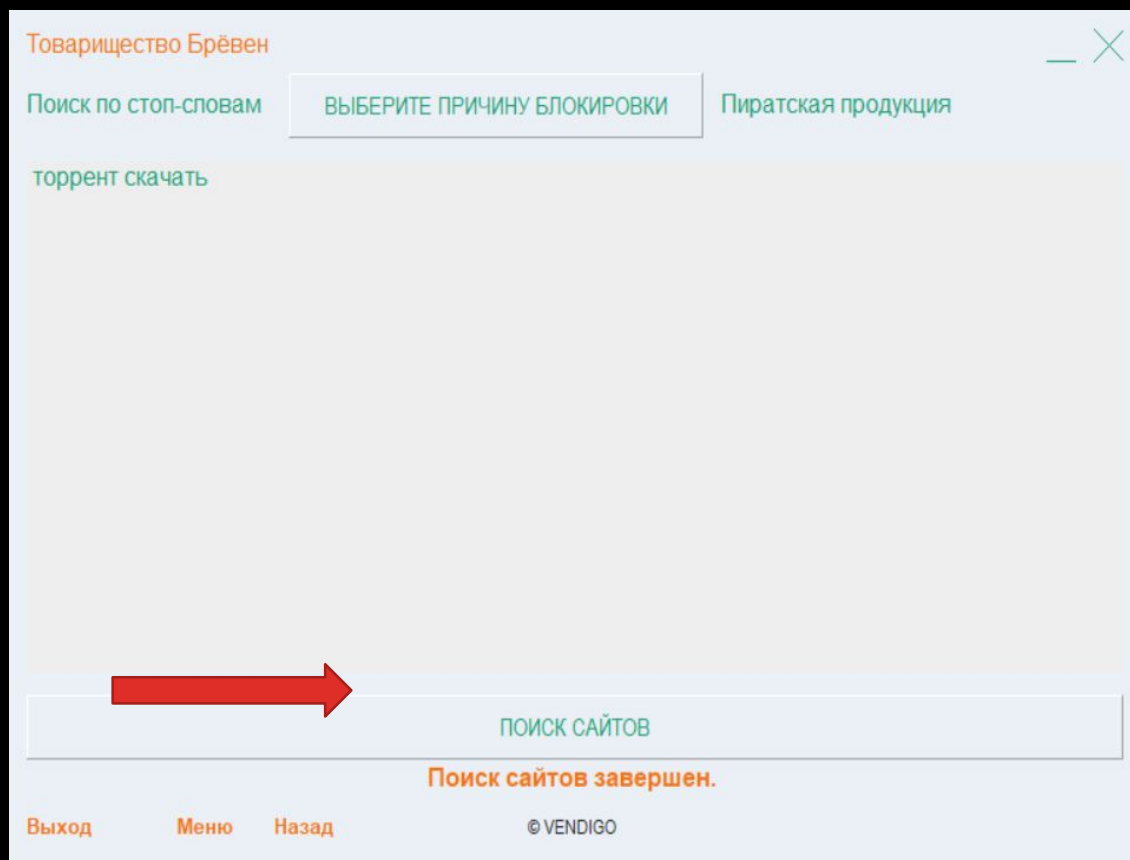 Товарищество Брёвен
Поиск по стоп-словам ВЫБЕРИТЕ ПРИЧИНУ БЛОКИРОВКИ Пиратская продукция
торрент скачать
ПОИСК САЙТОВ
Поиск сайтов завершен.
Выход Меню Назад © VENDIGO